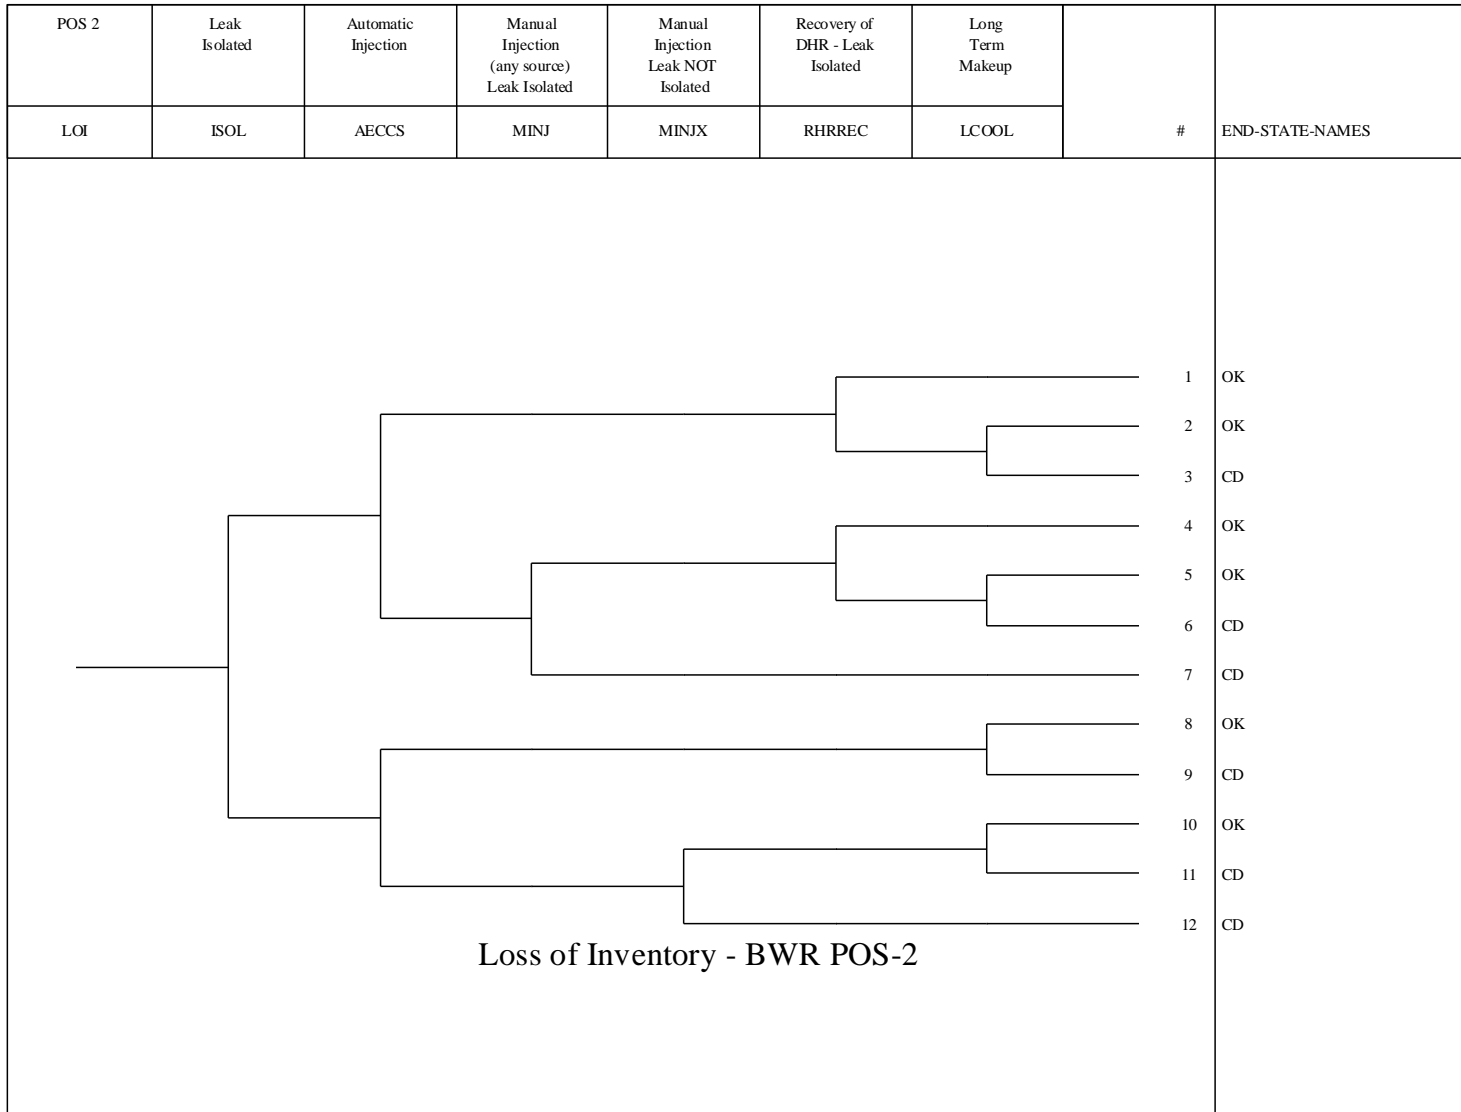 POS 2
Leak
Isolated
Automatic
Injection
Manual
Injection
(any source)
Leak Isolated
Manual
Injection
Leak NOT
Isolated
Recovery of
DHR - Leak
Isolated
Long
Term
Makeup
LOI ISOL AECCS MINJ MINJX RHRREC LCOOL # END-STATE-NAMES
1 OK
2 OK
3 CD
4 OK
5 OK
6 CD
7 CD
8 OK
9 CD
10 OK
11 CD
12 CD
Loss of Inventory - BWR POS-2